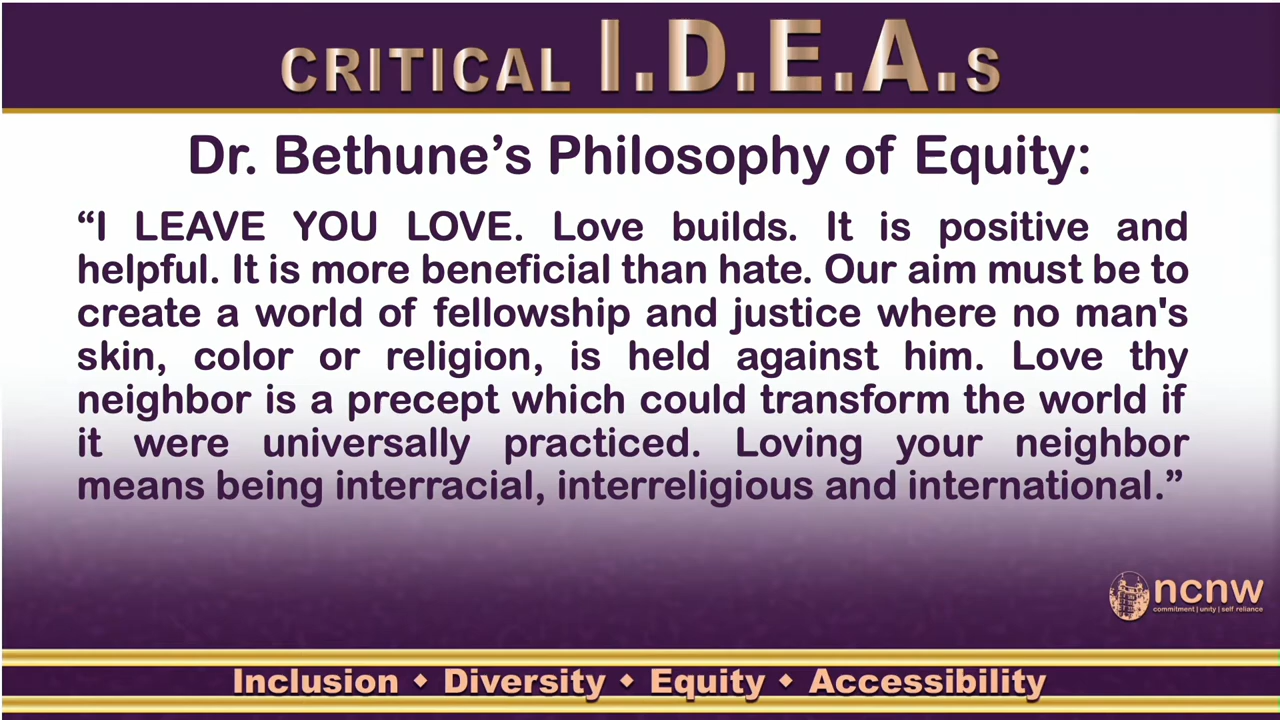 CRITICAL I.D.E.A.s
Dr. Bethune’s Philosophy of Equity:
“I LEAVE YOU LOVE. Love builds. It is positive and
helpful. It is more beneficial than hate. Our aim must be to
create a world of fellowship and justice where no man's
skin, color or religion, is held against him. Love thy
neighbor is a precept which could transform the world if
it were universally practiced. Loving your neighbor
means being interracial, interreligious and international.”
ncnw
commitment | unity | self reliance
Inclusion ◆ Diversity ◆ Equity ◆ Accessibility